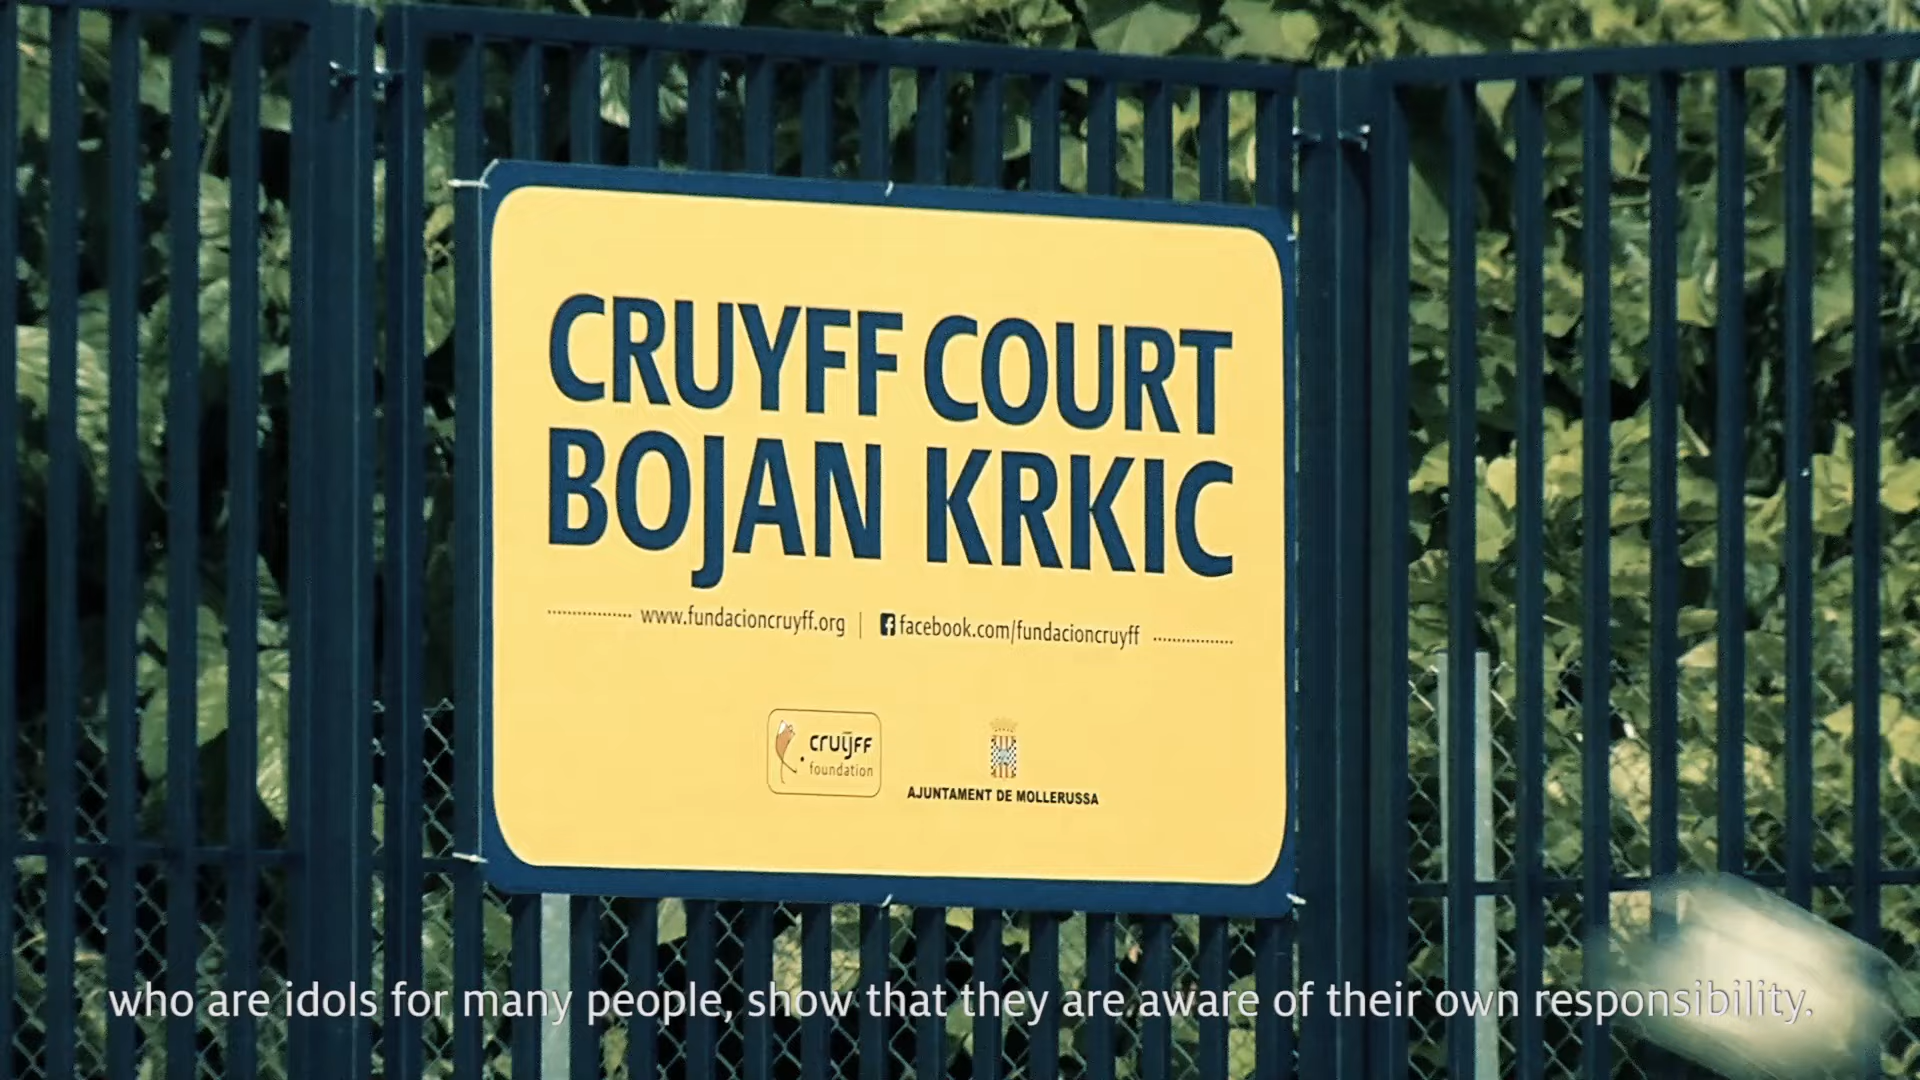 CRUYFF COURT
BOJAN KRKIC
www.fundacioncruyff.org | facebook.com/fundacioncruyff
cruyff
foundation
AJUNTAMENT DE MOLLERUSSA
who are idols for many people, show that they are aware of their own responsibility.